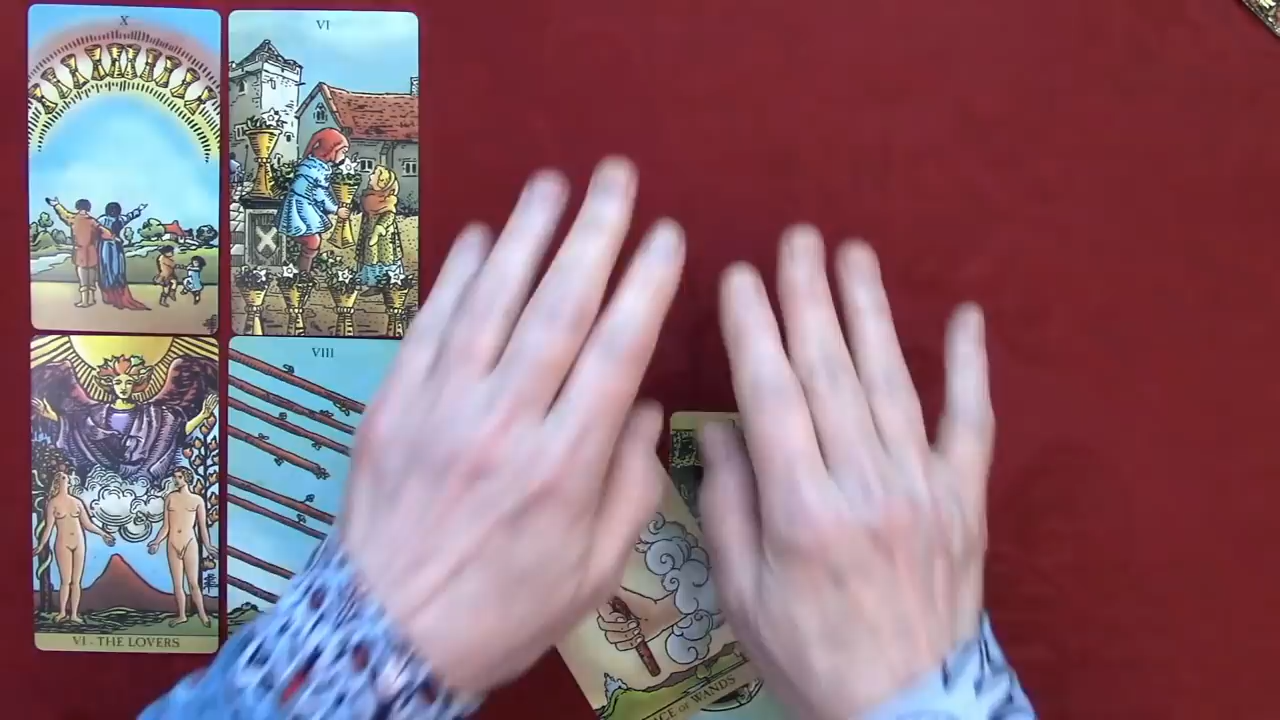 X
VI
VIII
VI - THE LOVERS
ACE OF WANDS